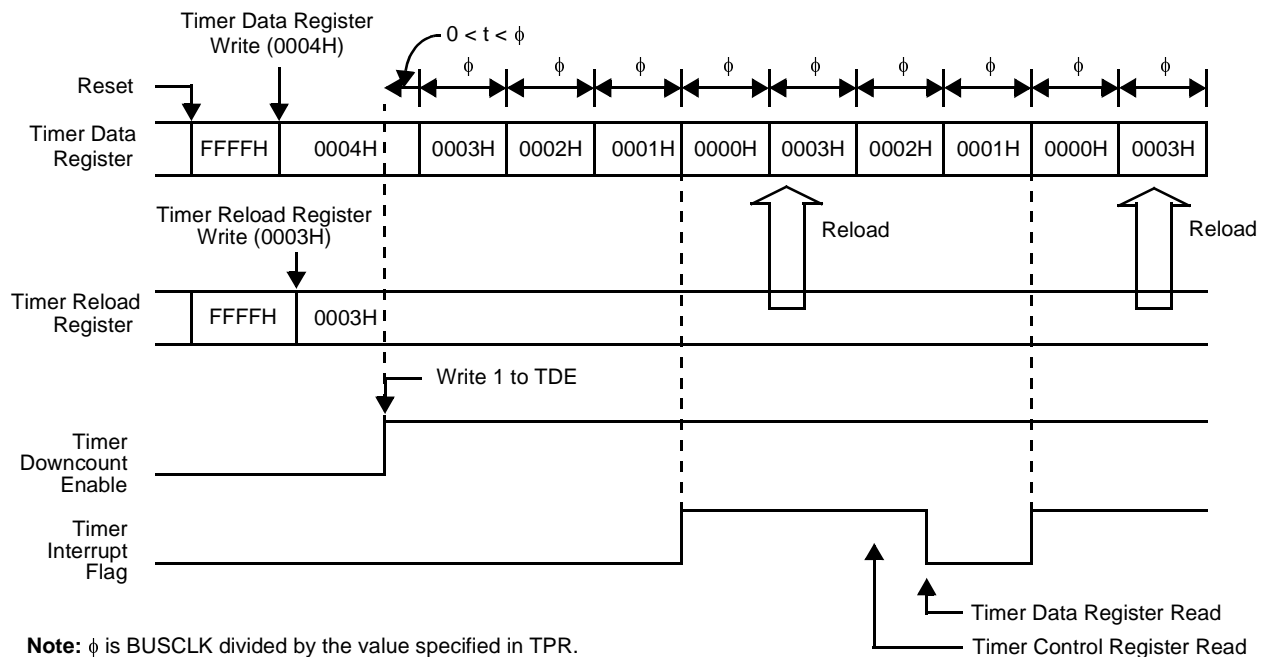 Timer Data Register
Write (0004H)
0 < t < ϕ
ϕ ϕ ϕ ϕ ϕ ϕ ϕ ϕ ϕ
Reset
Timer Data
Register
FFFFH 0004H 0003H 0002H 0001H 0000H 0003H 0002H 0001H 0000H 0003H
Timer Reload Register
Write (0003H)
Reload
Reload
Timer Reload
Register
FFFFH 0003H
Write 1 to TDE
Timer
Downcount
Enable
Timer
Interrupt
Flag
Timer Data Register Read
Timer Control Register Read
Note: ϕ is BUSCLK divided by the value specified in TPR.